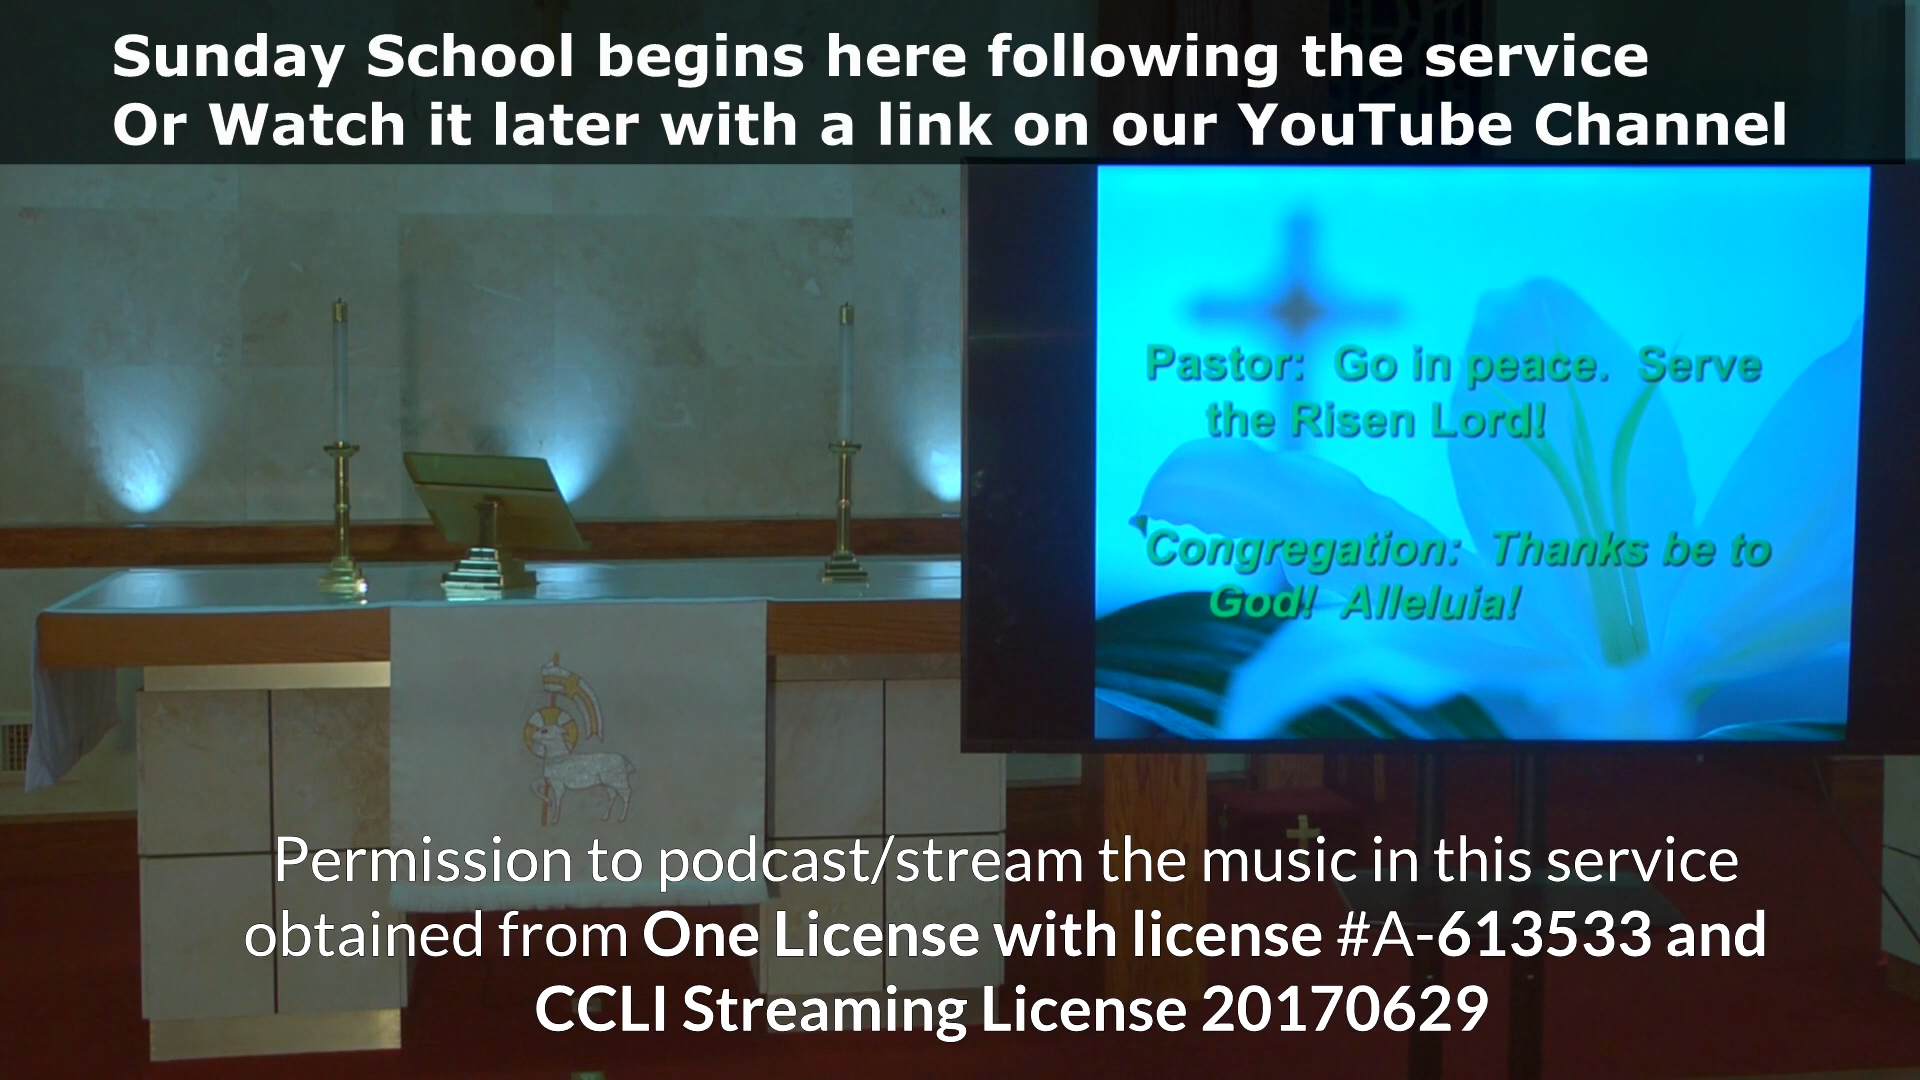 Sunday School begins here following the service
Or Watch it later with a link on our YouTube Channel
Pastor:  Go in peace.  Serve
the Risen Lord!
Congregation:  Thanks be to
God!  Alleluia!
Permission to podcast/stream the music in this service
obtained from One License with license #A-613533 and
CCLI Streaming License 20170629